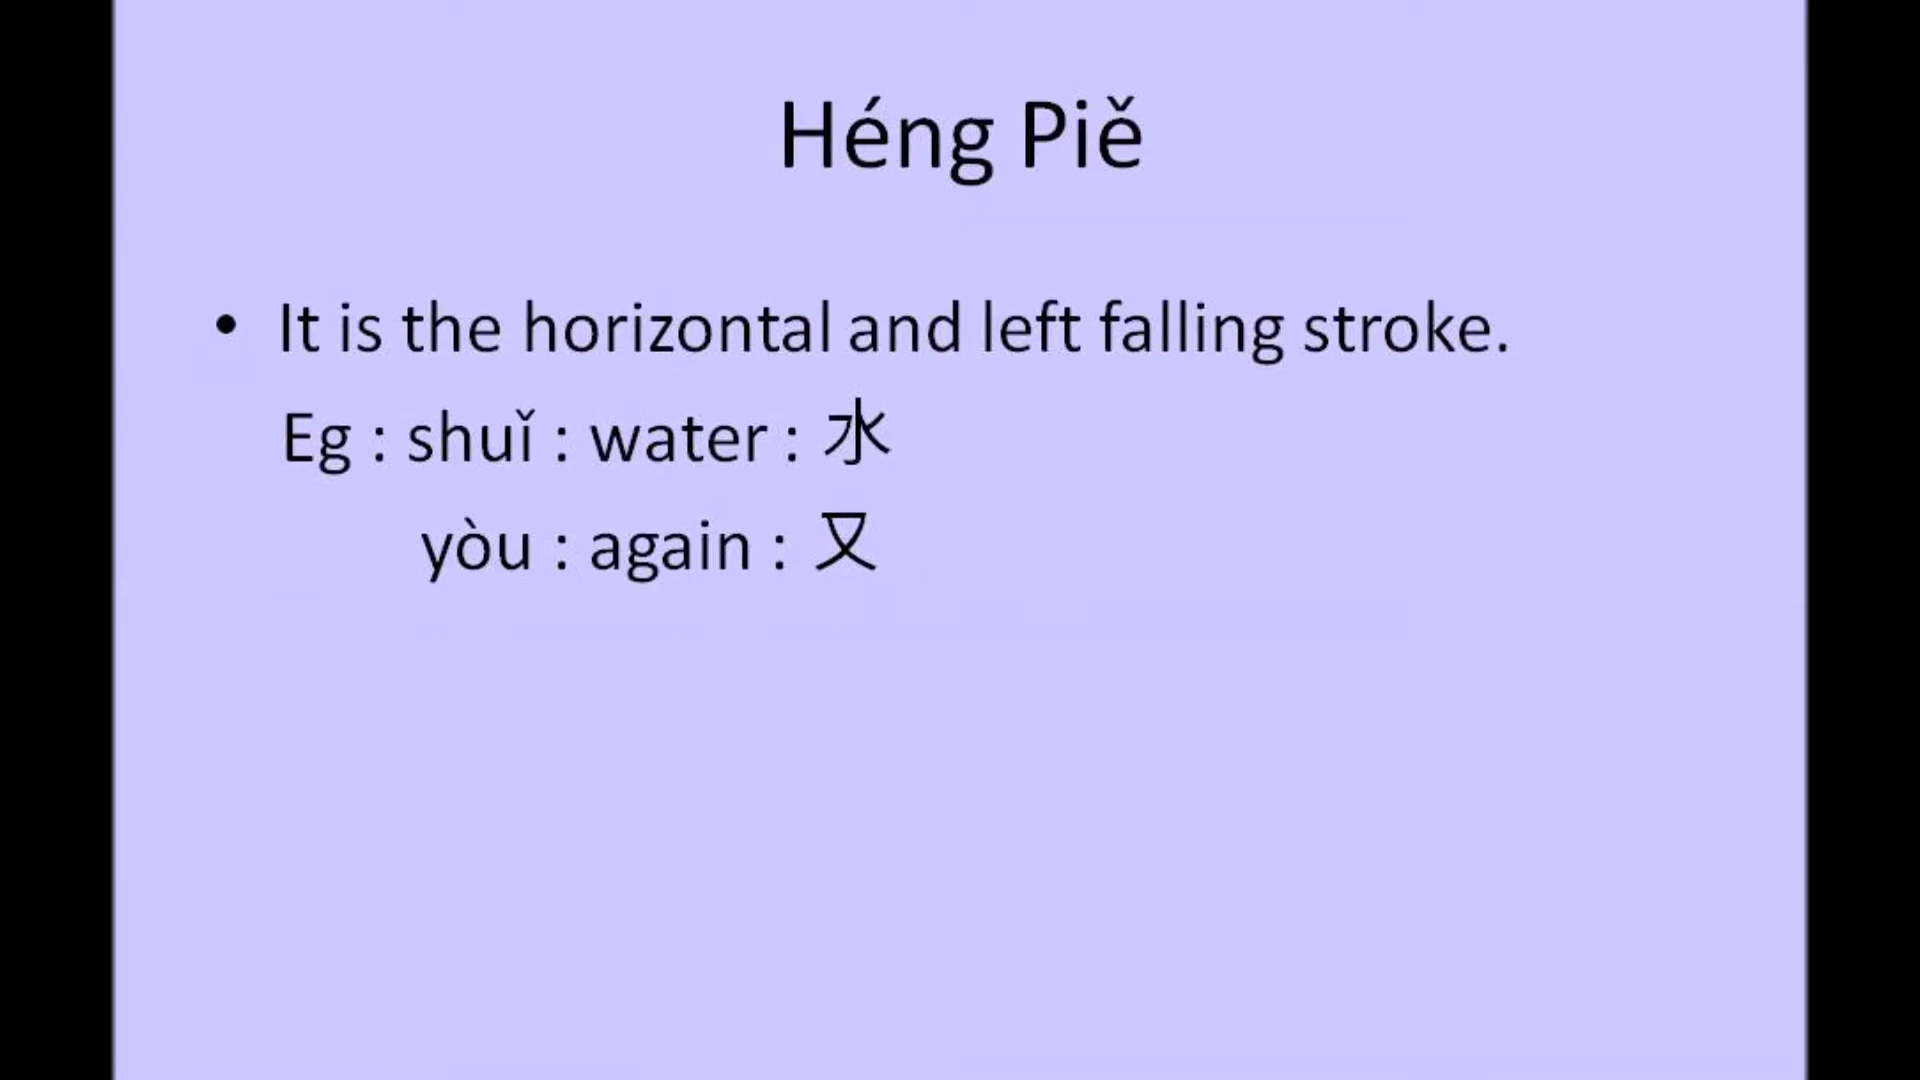 Héng Piě
• It is the horizontal and left falling stroke.
Eg : shuǐ : water : 水
yòu : again : 又